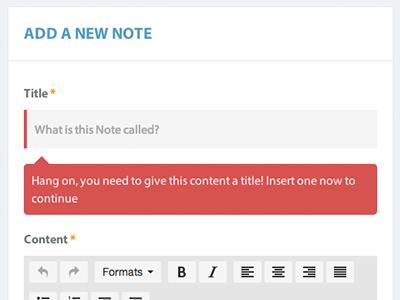 ADD A NEW NOTE
Title *
What is this Note called?
Hang on, you need to give this content a title! Insert one now to
continue
Content *
Formats B I